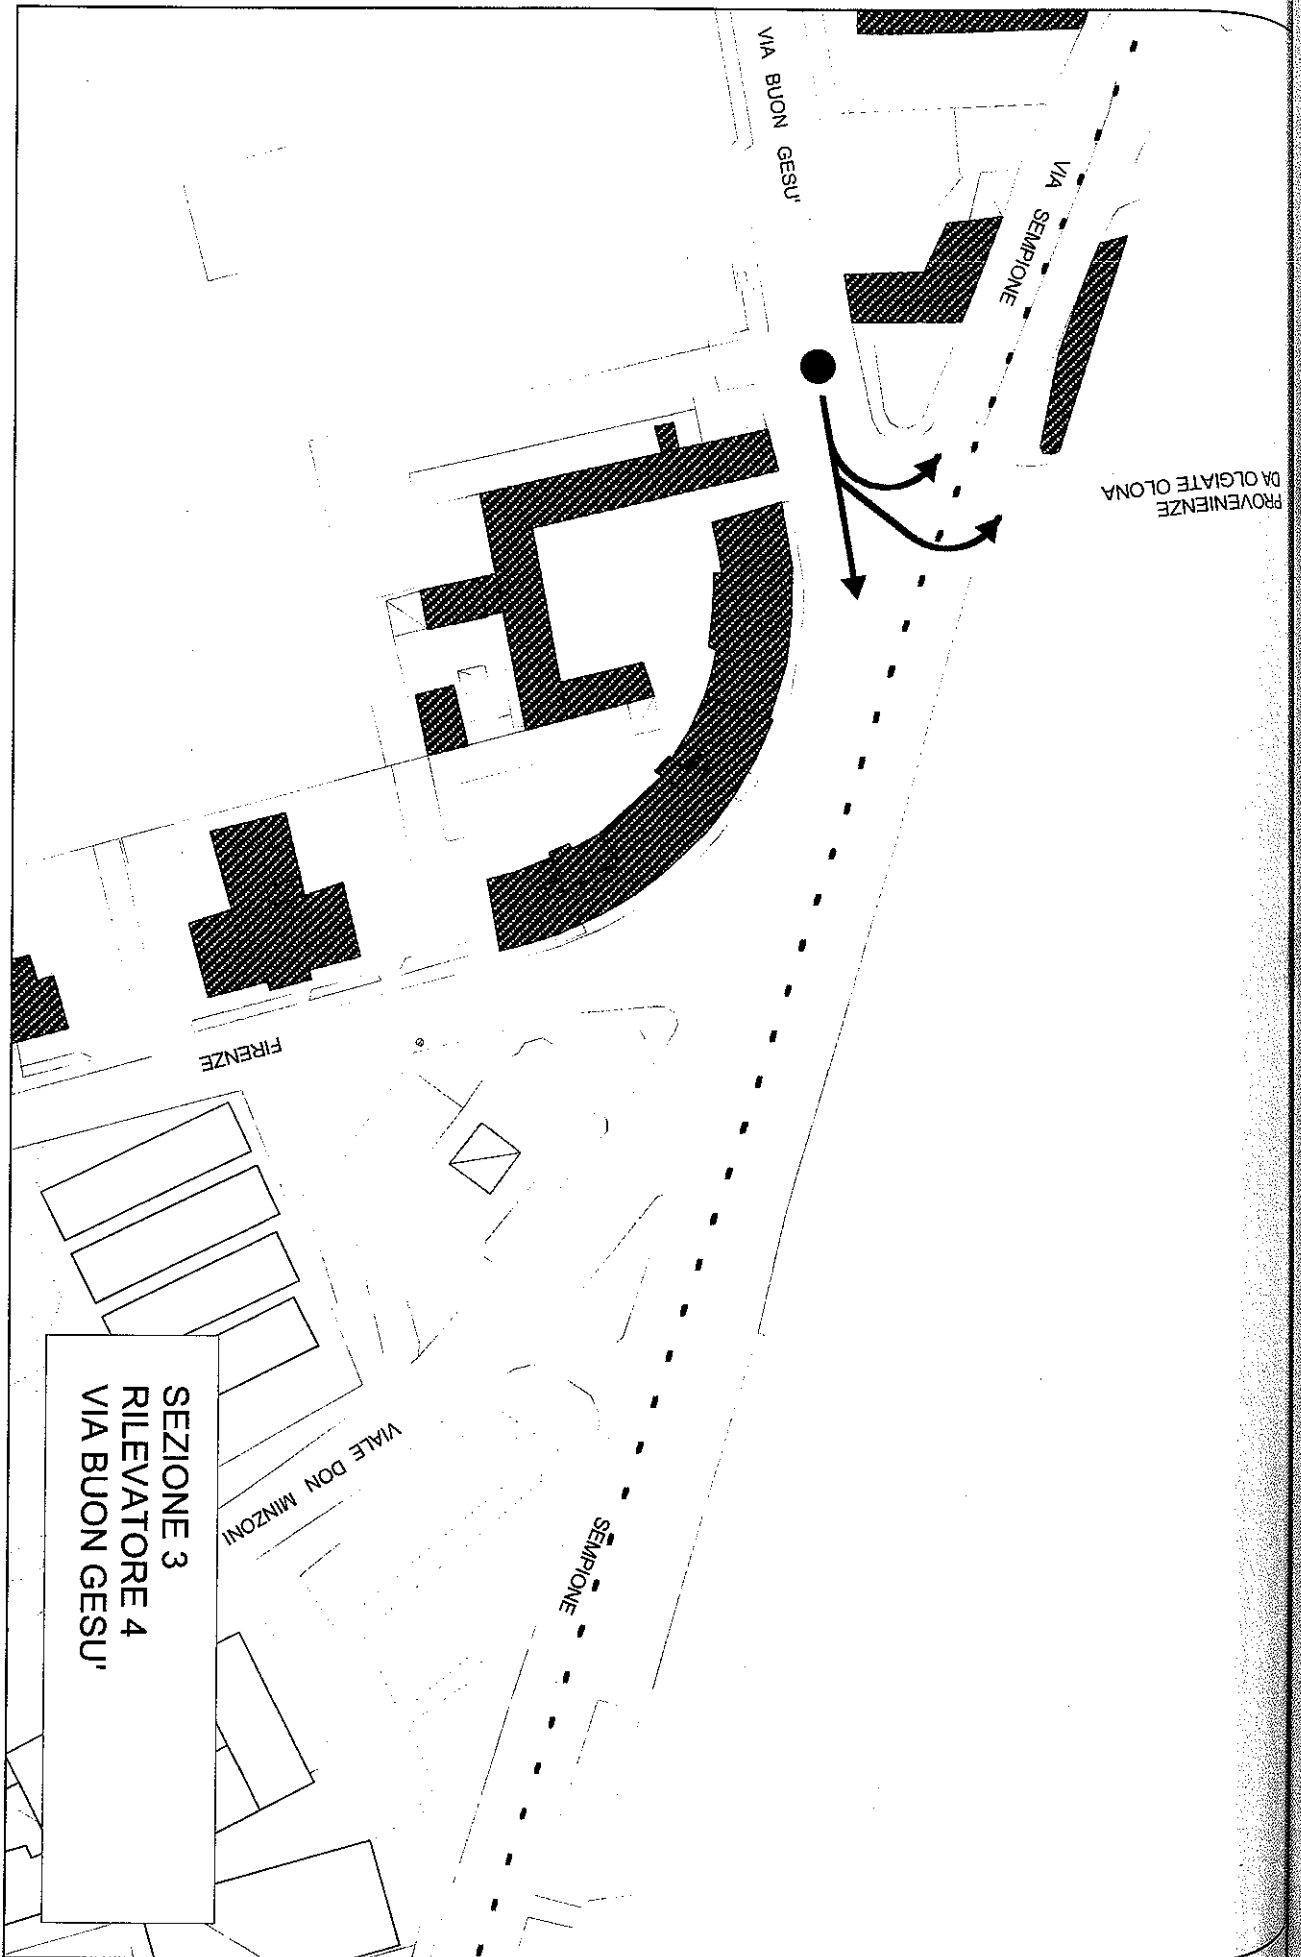 VIA BUON GESU'
VIA SEMPIONE
PROVENIENZE
DA OLGIATE OLONA
FIRENZE
VIALE DON MINZONI
SEMPIONE
SEZIONE 3
RILEVATORE 4
VIA BUON GESU'